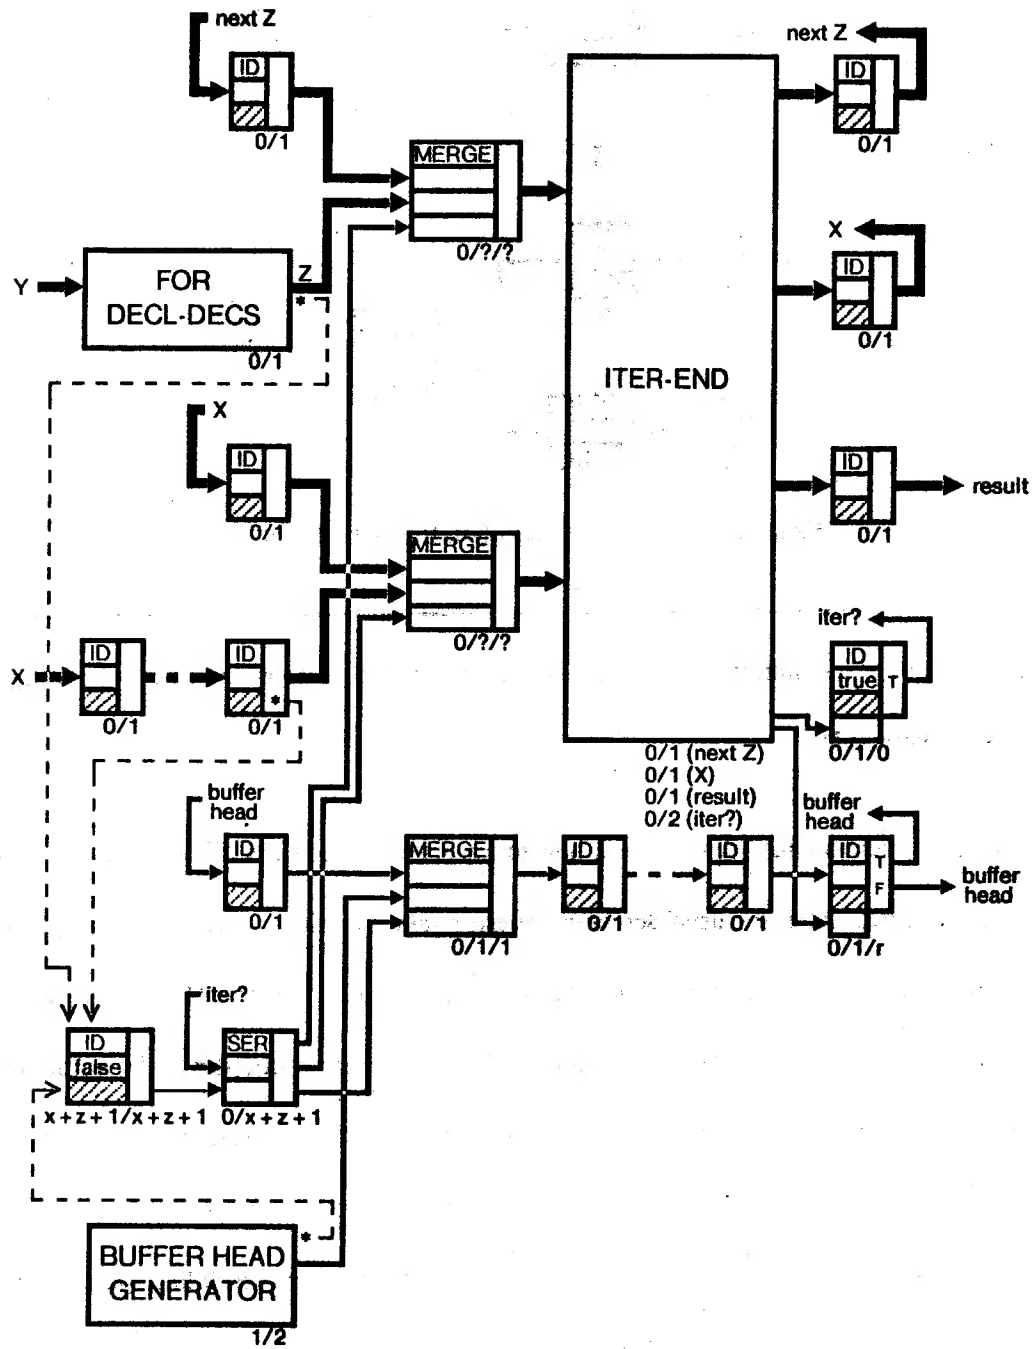 next Z
ID
0/1
next Z
ID
0/1
MERGE
0/?/?
Y
FOR
DECL-DECS
Z
*
0/1
X
ID
0/1
ITER-END
X
ID
0/1
ID
0/1
result
MERGE
0/?/?
X
ID
0/1
ID
*
0/1
iter?
ID
true
T
0/1/0
0/1 (next Z)
0/1 (X)
0/1 (result)
0/2 (iter?)
buffer
head
ID
0/1
MERGE
0/1/1
ID
0/1
ID
0/1
buffer
head
ID
T
F
0/1/r
buffer
head
iter?
ID
false
x + z + 1/x + z + 1
SER
0/x + z + 1
*
BUFFER HEAD
GENERATOR
1/2